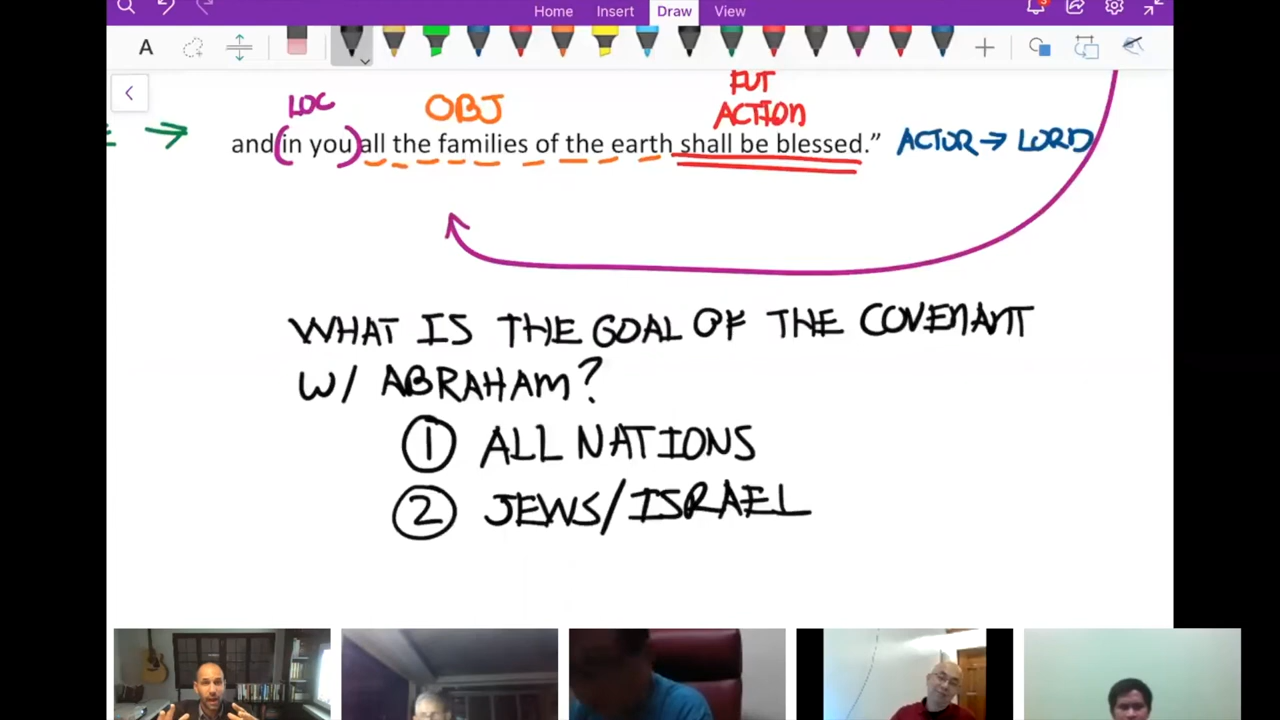 Home Insert Draw View
A
FUT
LOC OBJ ACTION
and (in you) all the families of the earth shall be blessed.” ACTOR → LORD
WHAT IS THE GOAL OF THE COVENANT
W/ ABRAHAM?
① ALL NATIONS
② JEWS/ISRAEL